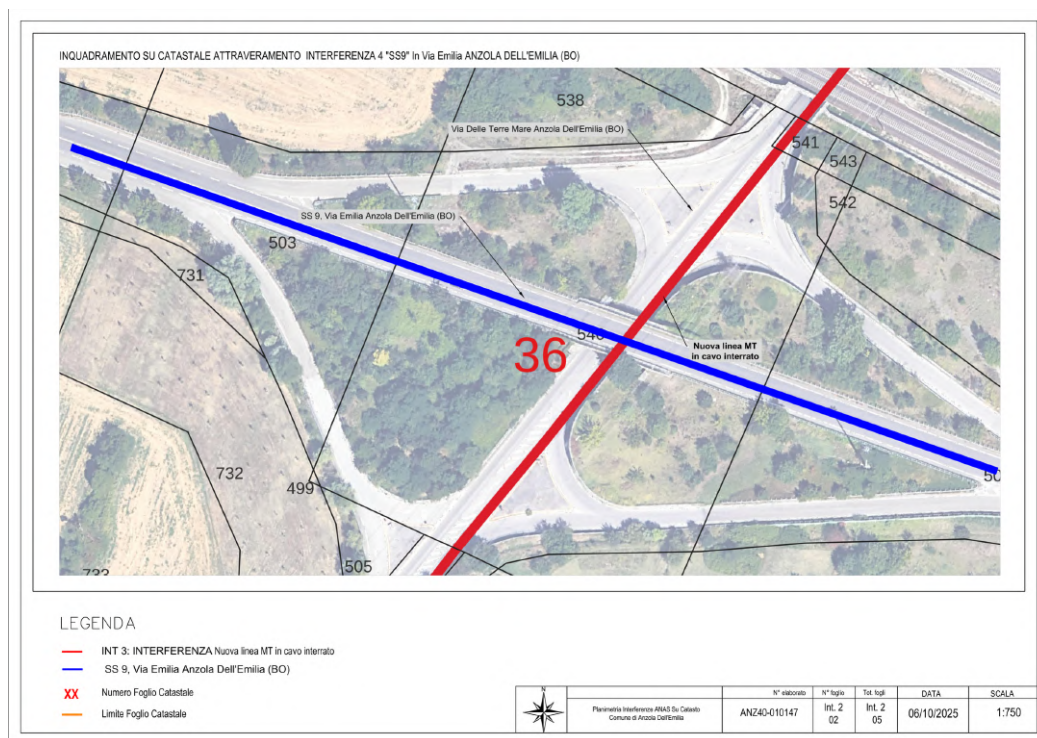 INQUADRAMENTO SU CATASTALE ATTRAVERAMENTO INTERFERENZA 4 "SS9" In Via Emilia ANZOLA DELL'EMILIA (BO)
538
Via Delle Terre Mare Anzola Dell'Emilia (BO)
541
543
542
SS 9, Via Emilia Anzola Dell'Emilia (BO)
503
731
540
36
Nuova linea MT
in cavo interrato
732
499
50
505
733
LEGENDA
INT 3: INTERFERENZA Nuova linea MT in cavo interrato
SS 9, Via Emilia Anzola Dell'Emilia (BO)
XX Numero Foglio Catastale
Limite Foglio Catastale
N
Planimetria Interferenze ANAS Su Catasto
Comune di Anzola Dell'Emilia
N° elaborato
ANZ40-010147
N° foglio
Int. 2
02
Tot. fogli
Int. 2
05
DATA
06/10/2025
SCALA
1:750